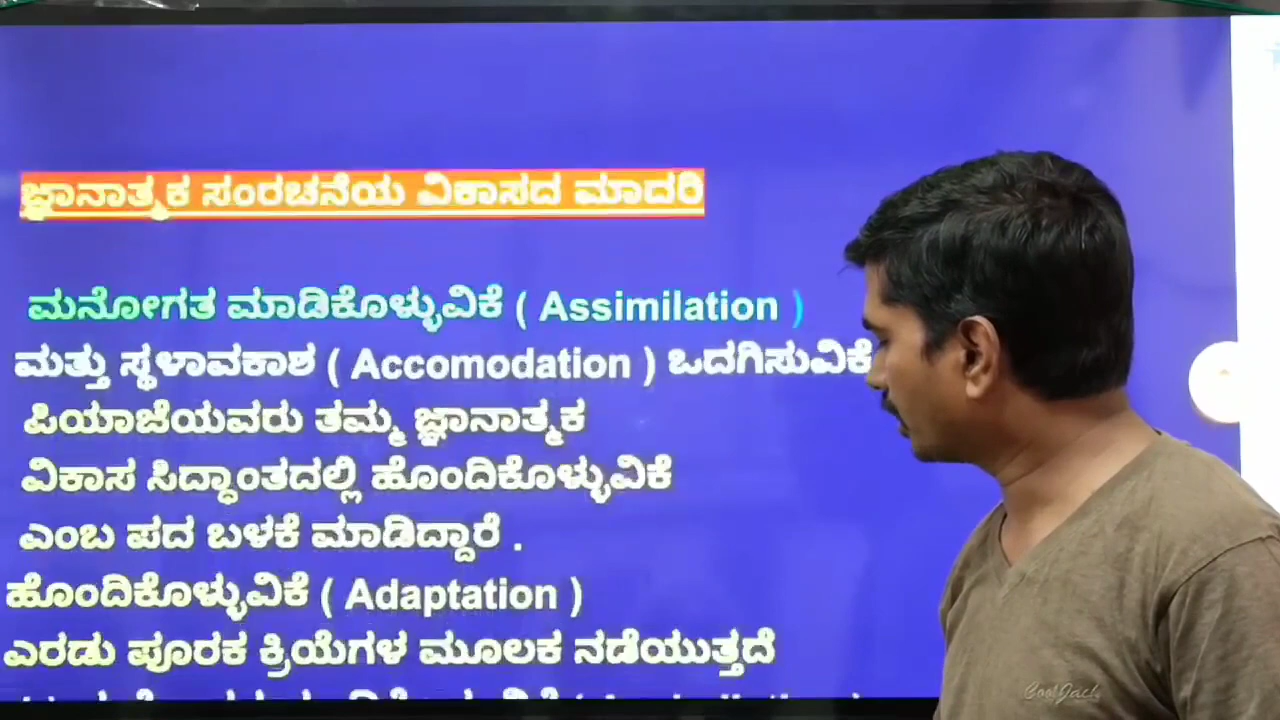 ಜ್ಞಾನಾತ್ಮಕ ಸಂರಚನೆಯ ವಿಕಾಸದ ಮಾದರಿ
ಮನೋಗತ ಮಾಡಿಕೊಳ್ಳುವಿಕೆ ( Assimilation )
ಮತ್ತು ಸ್ಥಳಾವಕಾಶ ( Accomodation ) ಒದಗಿಸುವಿಕೆ
ಪಿಯಾಜೆಯವರು ತಮ್ಮ ಜ್ಞಾನಾತ್ಮಕ
ವಿಕಾಸ ಸಿದ್ಧಾಂತದಲ್ಲಿ ಹೊಂದಿಕೊಳ್ಳುವಿಕೆ
ಎಂಬ ಪದ ಬಳಕೆ ಮಾಡಿದ್ದಾರೆ .
ಹೊಂದಿಕೊಳ್ಳುವಿಕೆ ( Adaptation )
ಎರಡು ಪೂರಕ ಕ್ರಿಯೆಗಳ ಮೂಲಕ ನಡೆಯುತ್ತದೆ
CoolJack